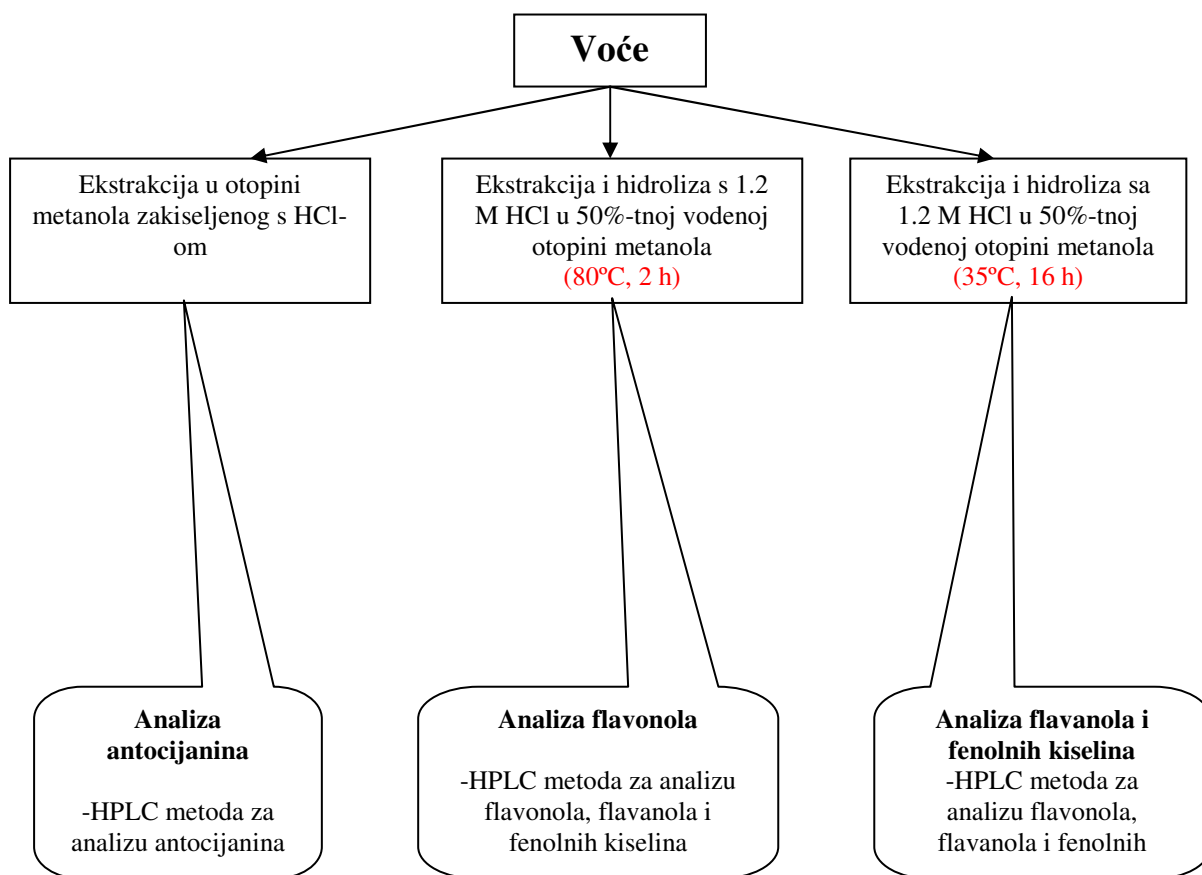 Voće
Ekstrakcija u otopini
metanola zakiseljenog s HCl-
om
Ekstrakcija i hidroliza s 1.2
M HCl u 50%-tnoj vodenoj
otopini metanola
(80ºC, 2 h)
Ekstrakcija i hidroliza sa
1.2 M HCl u 50%-tnoj
vodenoj otopini metanola
(35ºC, 16 h)
Analiza
antocijanina
-HPLC metoda za
analizu antocijanina
Analiza flavonola
-HPLC metoda za analizu
flavonola, flavanola i
fenolnih kiselina
Analiza flavanola i
fenolnih kiselina
-HPLC metoda za
analizu flavonola,
flavanola i fenolnih